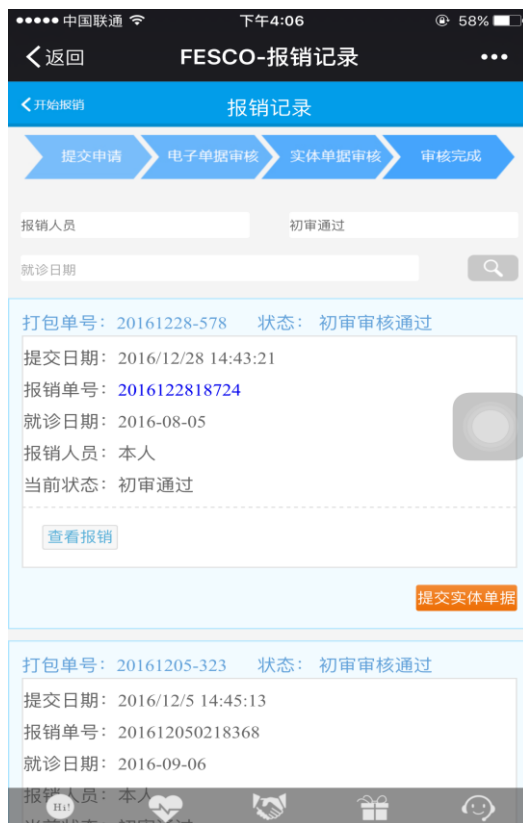 中国联通 下午4:06 58%
返回 FESCO-报销记录
开始报销 报销记录
提交申请 电子单据审核 实体单据审核 审核完成
报销人员 初审通过
就诊日期
打包单号：20161228-578 状态：初审审核通过
提交日期：2016/12/28 14:43:21
报销单号：2016122818724
就诊日期：2016-08-05
报销人员：本人
当前状态：初审通过
查看报销
提交实体单据
打包单号：20161205-323 状态：初审审核通过
提交日期：2016/12/5 14:45:13
报销单号：201612050218368
就诊日期：2016-09-06
报销人员：本人
Hi!